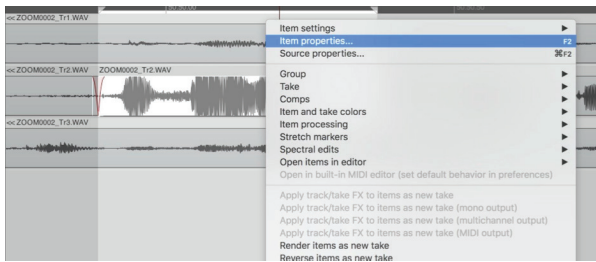 << ZOOM0002_Tr1.WAV
<< ZOOM0002_Tr2.WAV ZOOM0002_Tr2.WAV
<< ZOOM0002_Tr3.WAV
Item settings
Item properties... F2
Source properties... ⌘F2
Group
Take
Comps
Item and take colors
Item processing
Stretch markers
Spectral edits
Open items in editor
Open in built-in MIDI editor (set default behavior in preferences)
Apply track/take FX to items as new take
Apply track/take FX to items as new take (mono output)
Apply track/take FX to items as new take (multichannel output)
Apply track/take FX to items as new take (MIDI output)
Render items as new take
Reverse items as new take